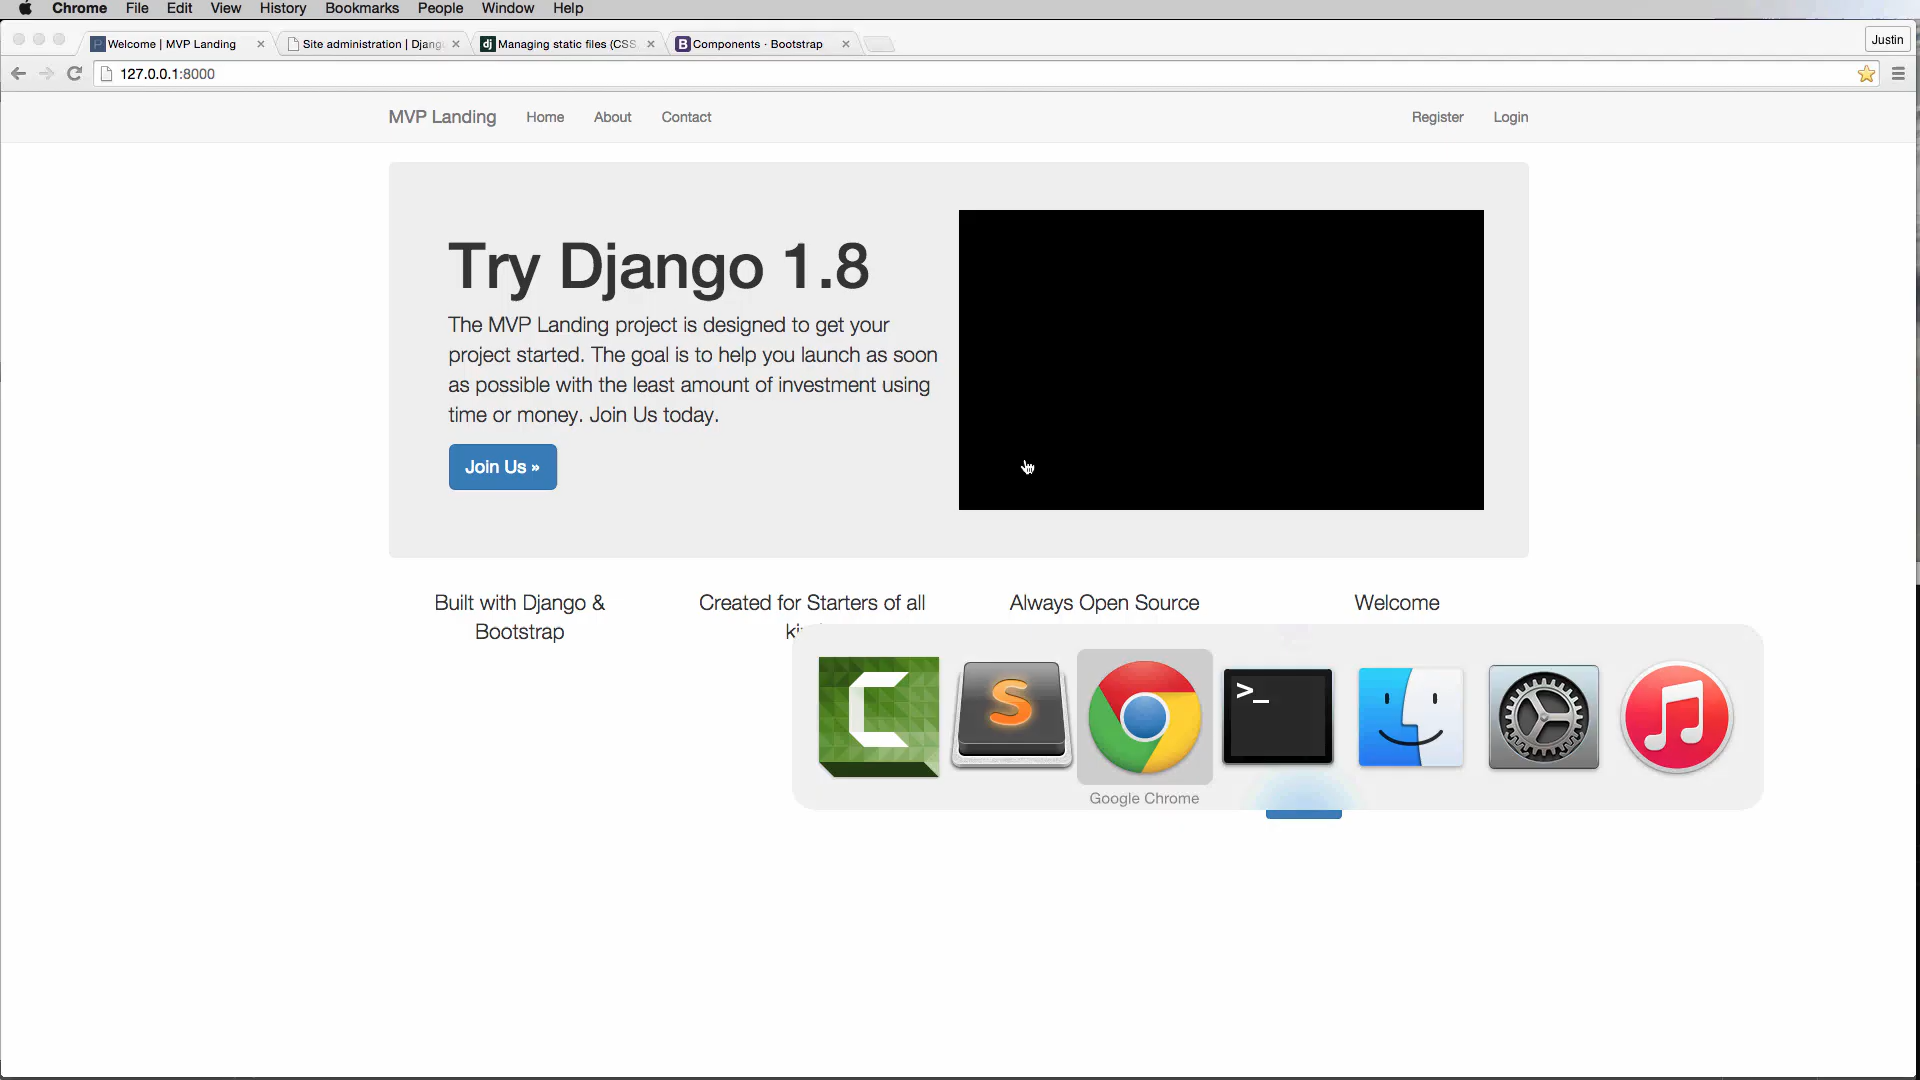 Chrome File Edit View History Bookmarks People Window Help
Welcome | MVP Landing
Site administration | Djang
Managing static files (CSS
Components · Bootstrap
Justin
127.0.0.1:8000
MVP Landing Home About Contact Register Login
Try Django 1.8
The MVP Landing project is designed to get your
project started. The goal is to help you launch as soon
as possible with the least amount of investment using
time or money. Join Us today.
Join Us »
Built with Django &
Bootstrap
Created for Starters of all
Always Open Source
Welcome
Google Chrome